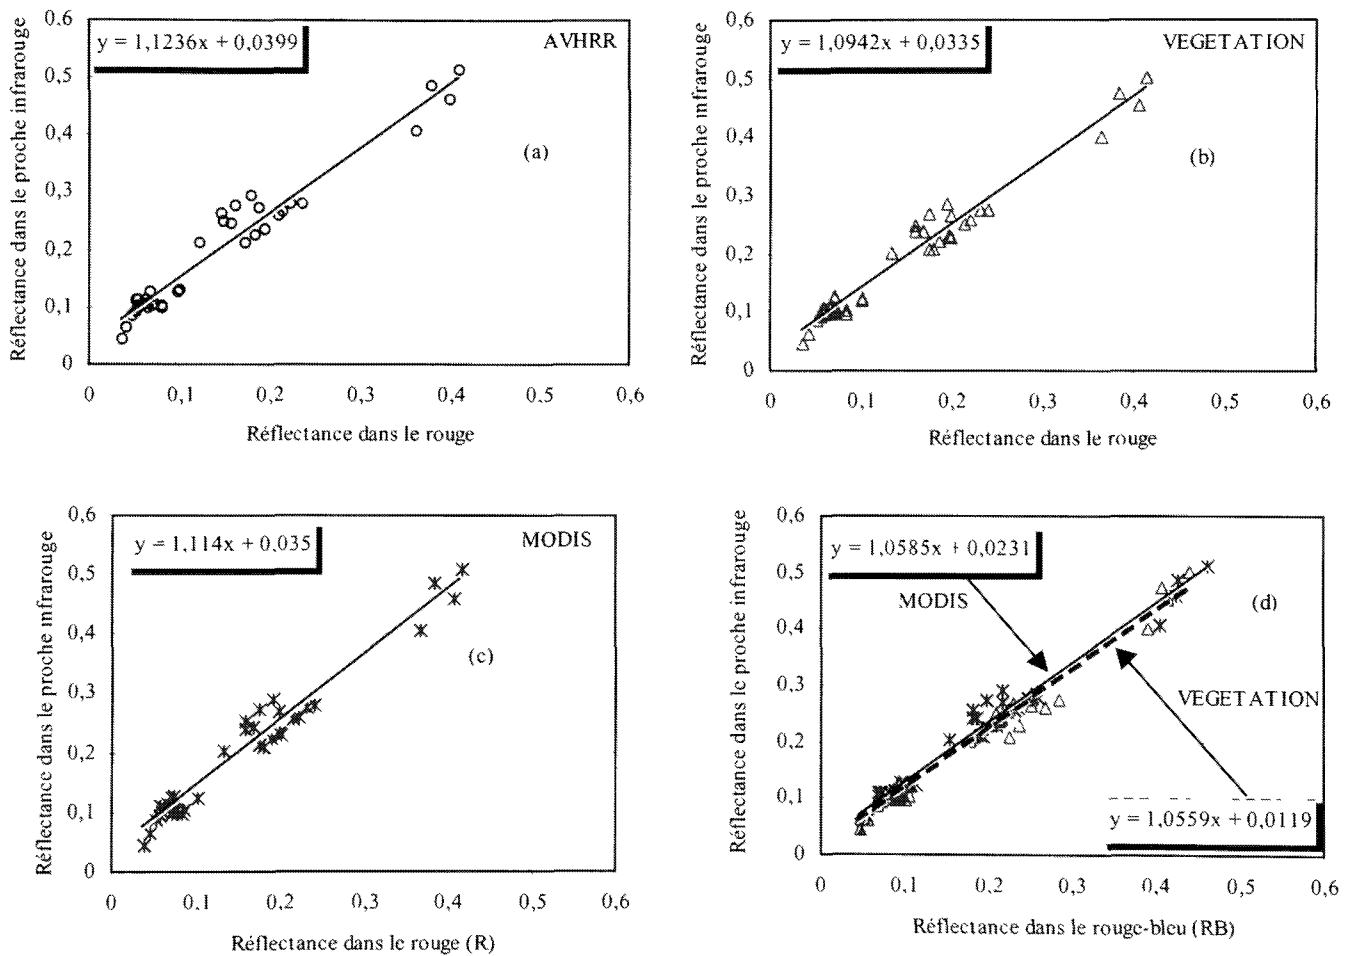 y = 1,1236x + 0,0399
AVHRR
(a)
0,6
0,5
0,4
0,3
0,2
0,1
0
0 0,1 0,2 0,3 0,4 0,5 0,6
Réflectance dans le proche infrarouge
Réflectance dans le rouge
y = 1,0942x + 0,0335
VEGETATION
(b)
0,6
0,5
0,4
0,3
0,2
0,1
0
0 0,1 0,2 0,3 0,4 0,5 0,6
Réflectance dans le proche infrarouge
Réflectance dans le rouge
y = 1,114x + 0,035
MODIS
(c)
0,6
0,5
0,4
0,3
0,2
0,1
0
0 0,1 0,2 0,3 0,4 0,5 0,6
Réflectance dans le proche infrarouge
Réflectance dans le rouge (R)
y = 1,0585x + 0,0231
MODIS
(d)
VEGETATION
y = 1,0559x + 0,0119
0,6
0,5
0,4
0,3
0,2
0,1
0
0 0,1 0,2 0,3 0,4 0,5 0,6
Réflectance dans le proche infrarouge
Réflectance dans le rouge-bleu (RB)